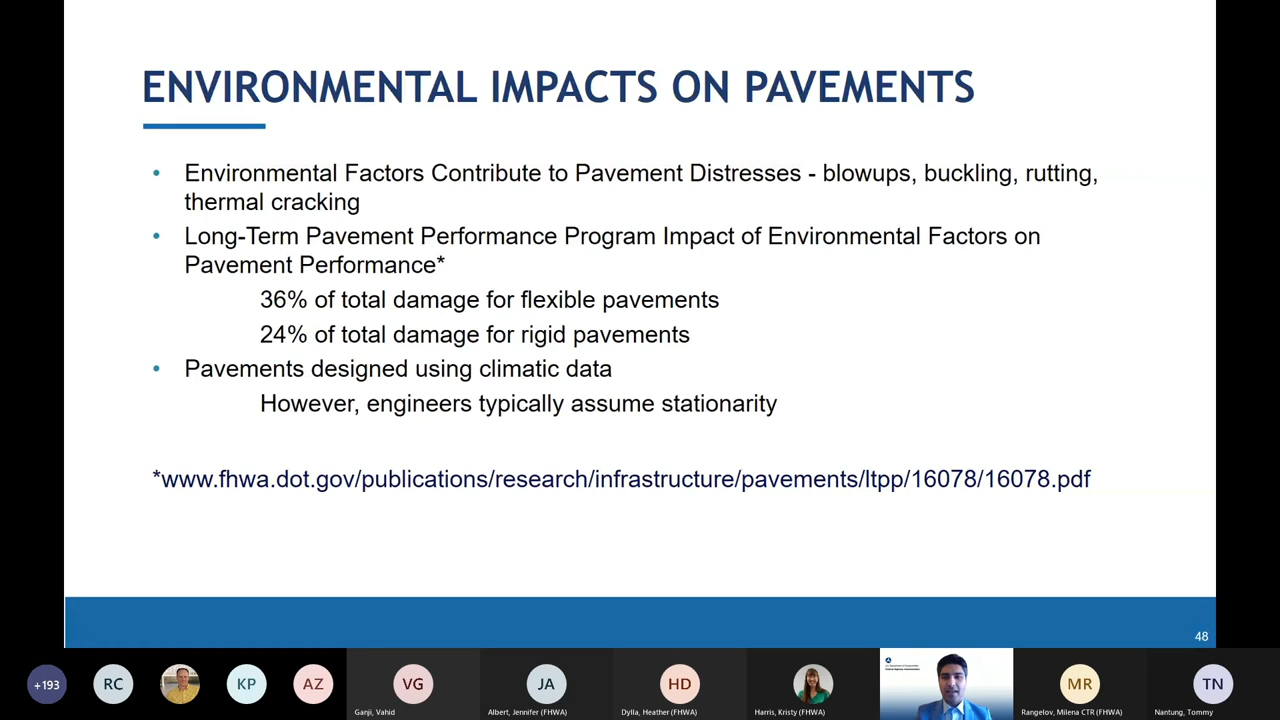 ENVIRONMENTAL IMPACTS ON PAVEMENTS
• Environmental Factors Contribute to Pavement Distresses - blowups, buckling, rutting,
thermal cracking
• Long-Term Pavement Performance Program Impact of Environmental Factors on
Pavement Performance*
36% of total damage for flexible pavements
24% of total damage for rigid pavements
• Pavements designed using climatic data
However, engineers typically assume stationarity
*www.fhwa.dot.gov/publications/research/infrastructure/pavements/ltpp/16078/16078.pdf
48
+193
RC
KP
AZ
VG
JA
HD
MR
TN
Ganji, Vahid
Albert, Jennifer (FHWA)
Dylla, Heather (FHWA)
Harris, Kristy (FHWA)
Rangelov, Milena CTR (FHWA)
Nantung, Tommy